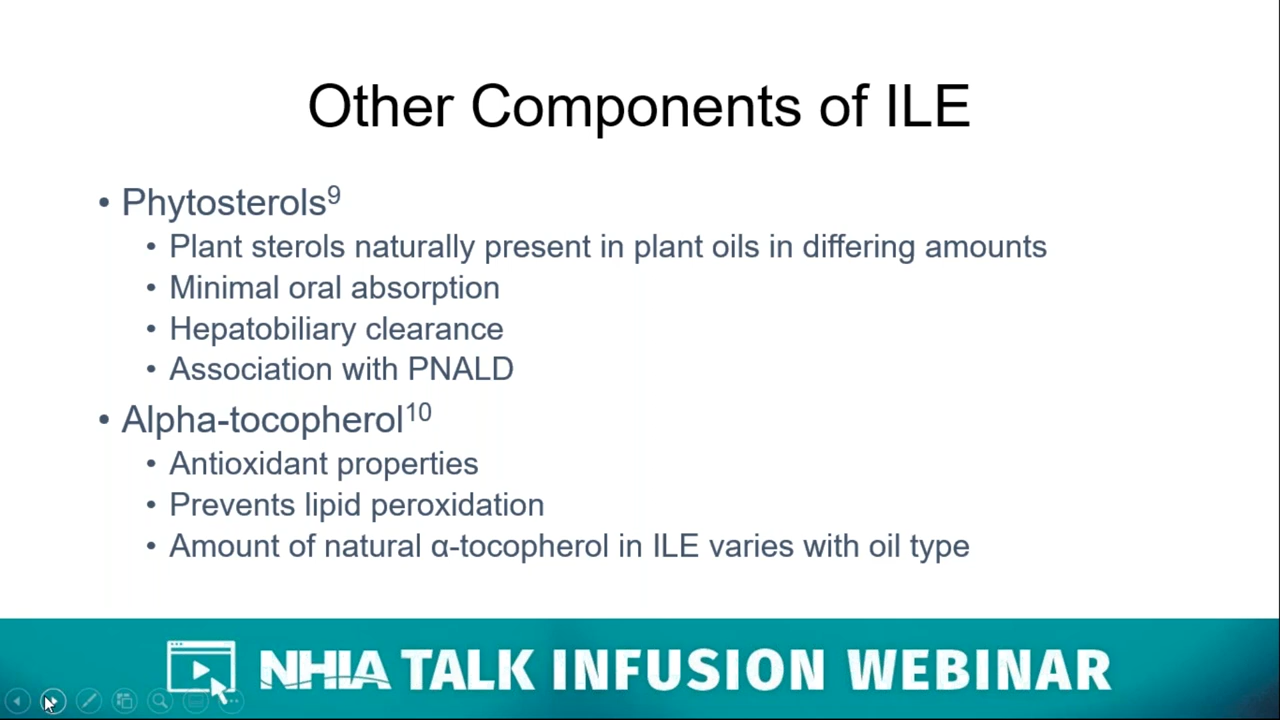 Other Components of ILE
• Phytosterols⁹
• Plant sterols naturally present in plant oils in differing amounts
• Minimal oral absorption
• Hepatobiliary clearance
• Association with PNALD
• Alpha-tocopherol¹⁰
• Antioxidant properties
• Prevents lipid peroxidation
• Amount of natural α-tocopherol in ILE varies with oil type
NHIA TALK INFUSION WEBINAR